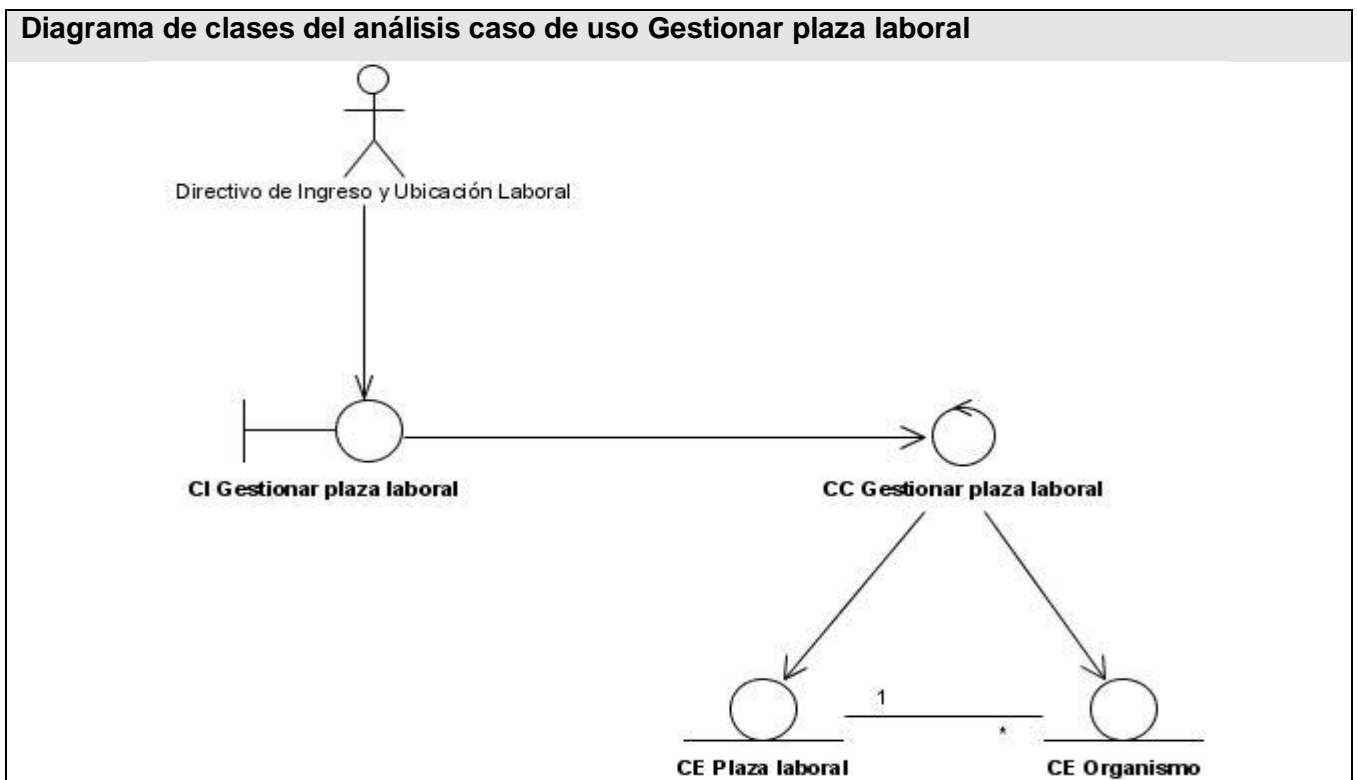 Diagrama de clases del análisis caso de uso Gestionar plaza laboral
Directivo de Ingreso y Ubicación Laboral
CI Gestionar plaza laboral
CC Gestionar plaza laboral
1
*
CE Plaza laboral
CE Organismo